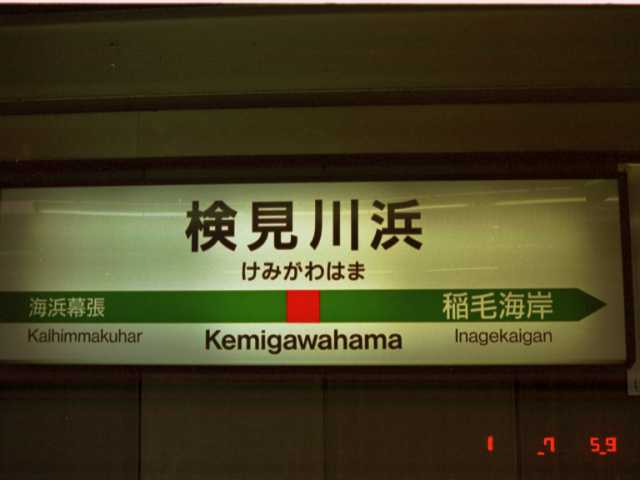 検見川浜
けみがわはま
海浜幕張
稲毛海岸
Kaihimmakuhar
Kemigawahama
Inagekaigan
1 7 59